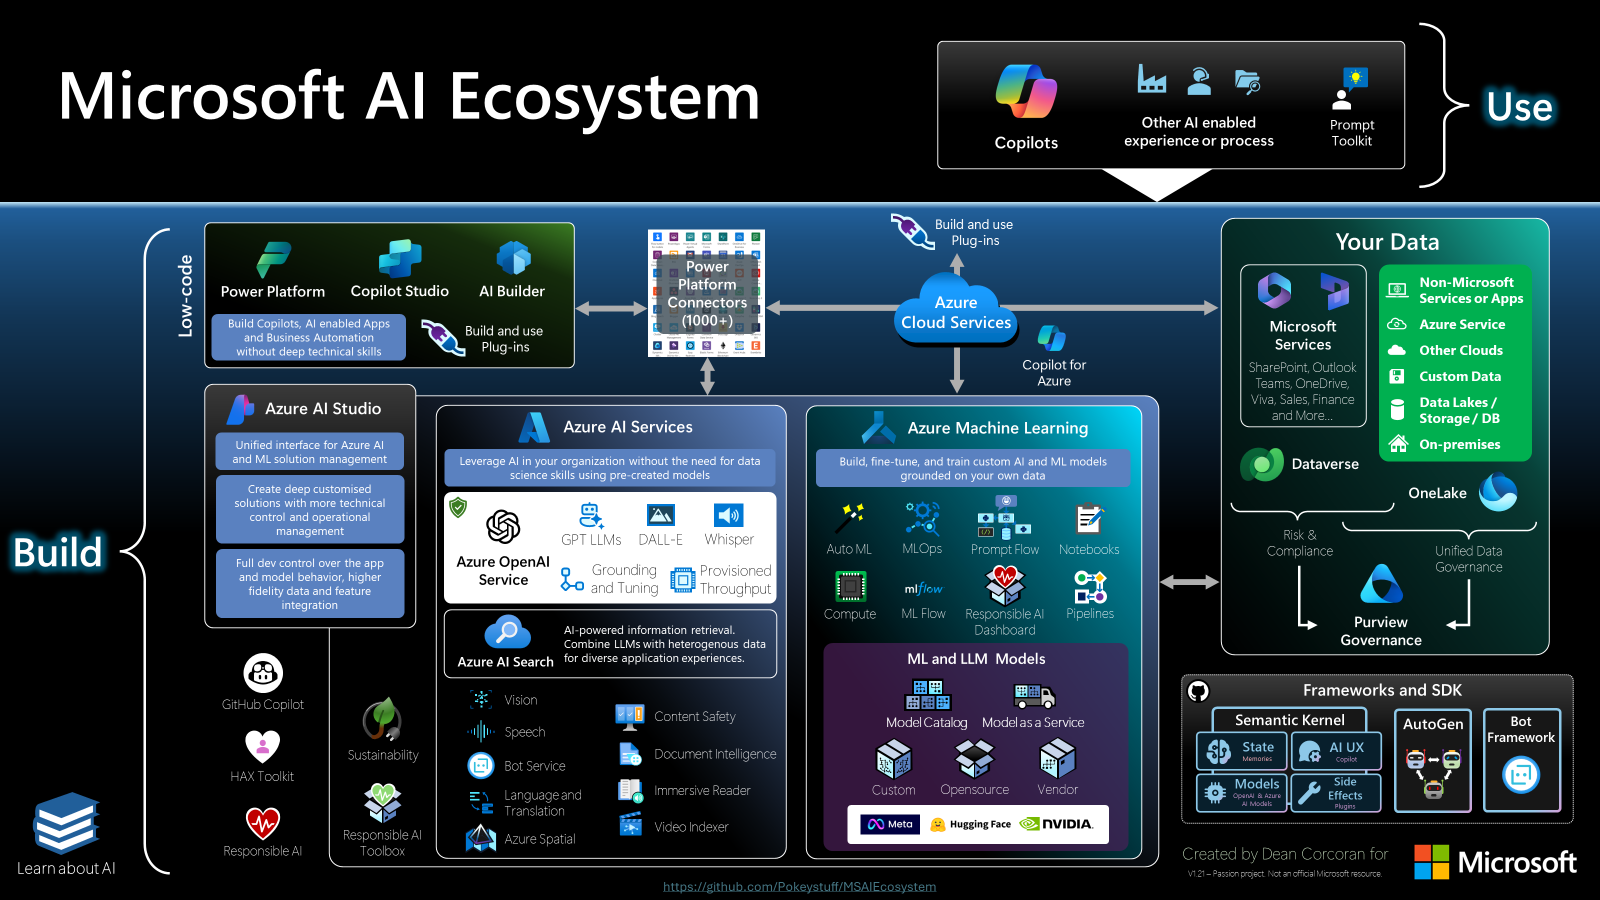 Microsoft AI Ecosystem
Copilots
Other AI enabled
experience or process
Prompt
Toolkit
Use
Build
Low-code
Power Platform
Copilot Studio
AI Builder
Build Copilots, AI enabled Apps
and Business Automation
without deep technical skills
Build and use
Plug-ins
Power
Platform
Connectors
(1000+)
Build and use
Plug-ins
Azure
Cloud Services
Copilot for
Azure
Azure AI Studio
Unified interface for Azure AI
and ML solution management
Create deep customised
solutions with more technical
control and operational
management
Full dev control over the app
and model behavior, higher
fidelity data and feature
integration
GitHub Copilot
HAX Toolkit
Responsible AI
Learn about AI
Sustainability
Responsible AI
Toolbox
Azure AI Services
Leverage AI in your organization without the need for data
science skills using pre-created models
Azure OpenAI
Service
GPT LLMs
DALL-E
Whisper
Grounding
and Tuning
Provisioned
Throughput
Azure AI Search
AI-powered information retrieval.
Combine LLMs with heterogenous data
for diverse application experiences.
Vision
Speech
Bot Service
Language and
Translation
Azure Spatial
Content Safety
Document Intelligence
Immersive Reader
Video Indexer
Azure Machine Learning
Build, fine-tune, and train custom AI and ML models
grounded on your own data
Auto ML
MLOps
Prompt Flow
Notebooks
Compute
mlflow
ML Flow
Responsible AI
Dashboard
Pipelines
ML and LLM Models
Model Catalog
Model as a Service
Custom
Opensource
Vendor
Meta
Hugging Face
NVIDIA.
Your Data
Microsoft
Services
SharePoint, Outlook
Teams, OneDrive,
Viva, Sales, Finance
and More...
Non-Microsoft
Services or Apps
Azure Service
Other Clouds
Custom Data
Data Lakes /
Storage / DB
On-premises
Dataverse
OneLake
Risk &
Compliance
Unified Data
Governance
Purview
Governance
Frameworks and SDK
Semantic Kernel
State
Memories
AI UX
Copilot
Models
OpenAI & Azure
AI Models
Side
Effects
Plugins
AutoGen
Bot
Framework
Created by Dean Corcoran for
V1.21 – Passion project. Not an official Microsoft resource.
Microsoft
https://github.com/Pokeystuff/MSAIEcosystem